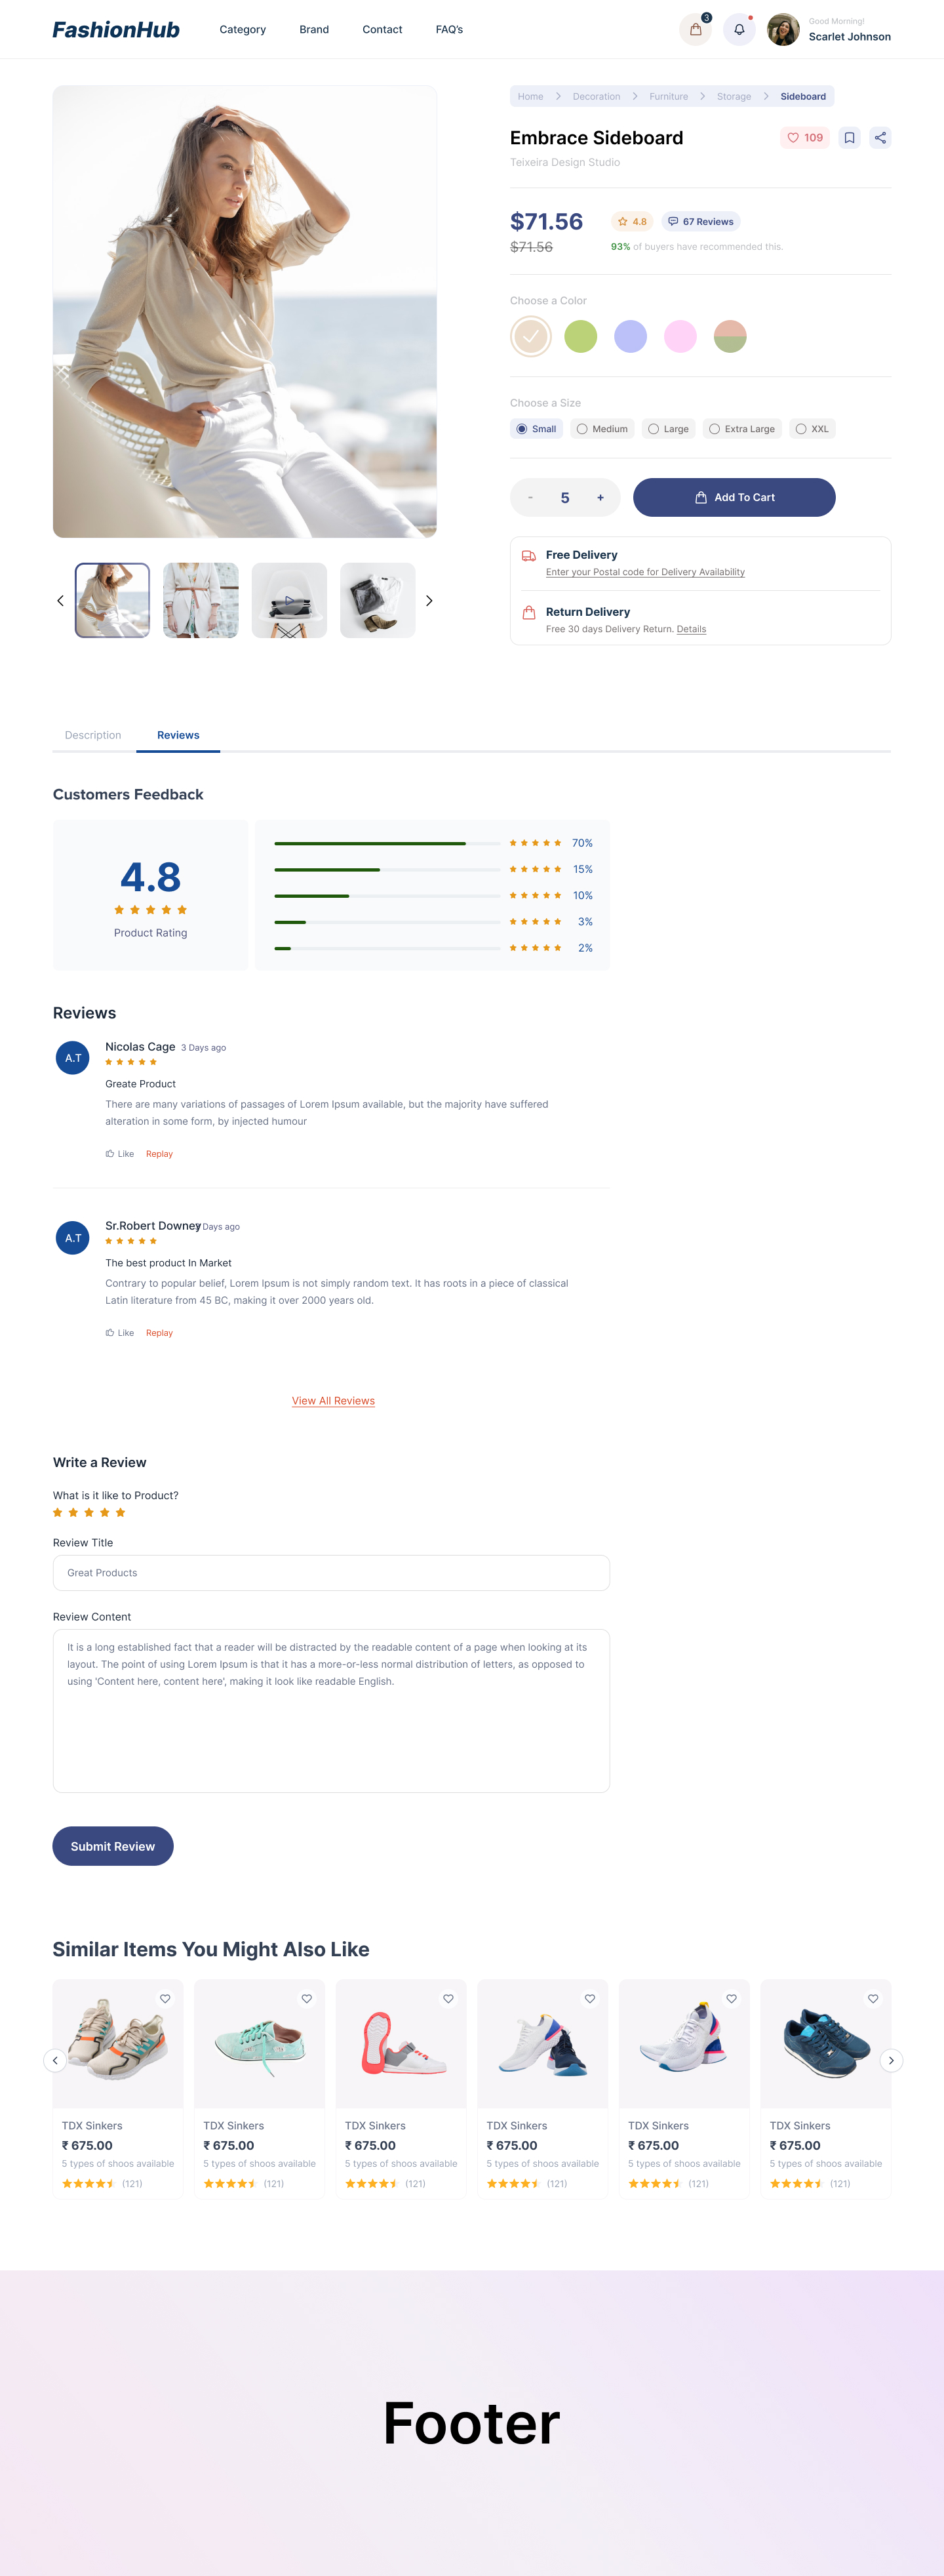 FashionHub
Category Brand Contact FAQ's
3
Good Morning!
Scarlet Johnson
Home Decoration Furniture Storage Sideboard
Embrace Sideboard
109
Teixeira Design Studio
$71.56
4.8
67 Reviews
$71.56
93% of buyers have recommended this.
Choose a Color
Choose a Size
Small Medium Large Extra Large XXL
- 5 +
Add To Cart
Free Delivery
Enter your Postal code for Delivery Availability
Return Delivery
Free 30 days Delivery Return. Details
Description Reviews
Customers Feedback
4.8
Product Rating
70%
15%
10%
3%
2%
Reviews
A.T
Nicolas Cage 3 Days ago
Greate Product
There are many variations of passages of Lorem Ipsum available, but the majority have suffered
alteration in some form, by injected humour
Like Replay
A.T
Sr.Robert Downey Days ago
The best product In Market
Contrary to popular belief, Lorem Ipsum is not simply random text. It has roots in a piece of classical
Latin literature from 45 BC, making it over 2000 years old.
Like Replay
View All Reviews
Write a Review
What is it like to Product?
Review Title
Great Products
Review Content
It is a long established fact that a reader will be distracted by the readable content of a page when looking at its
layout. The point of using Lorem Ipsum is that it has a more-or-less normal distribution of letters, as opposed to
using 'Content here, content here', making it look like readable English.
Submit Review
Similar Items You Might Also Like
TDX Sinkers TDX Sinkers TDX Sinkers TDX Sinkers TDX Sinkers TDX Sinkers
₹ 675.00 ₹ 675.00 ₹ 675.00 ₹ 675.00 ₹ 675.00 ₹ 675.00
5 types of shoos available 5 types of shoos available 5 types of shoos available 5 types of shoos available 5 types of shoos available 5 types of shoos available
(121) (121) (121) (121) (121) (121)
Footer